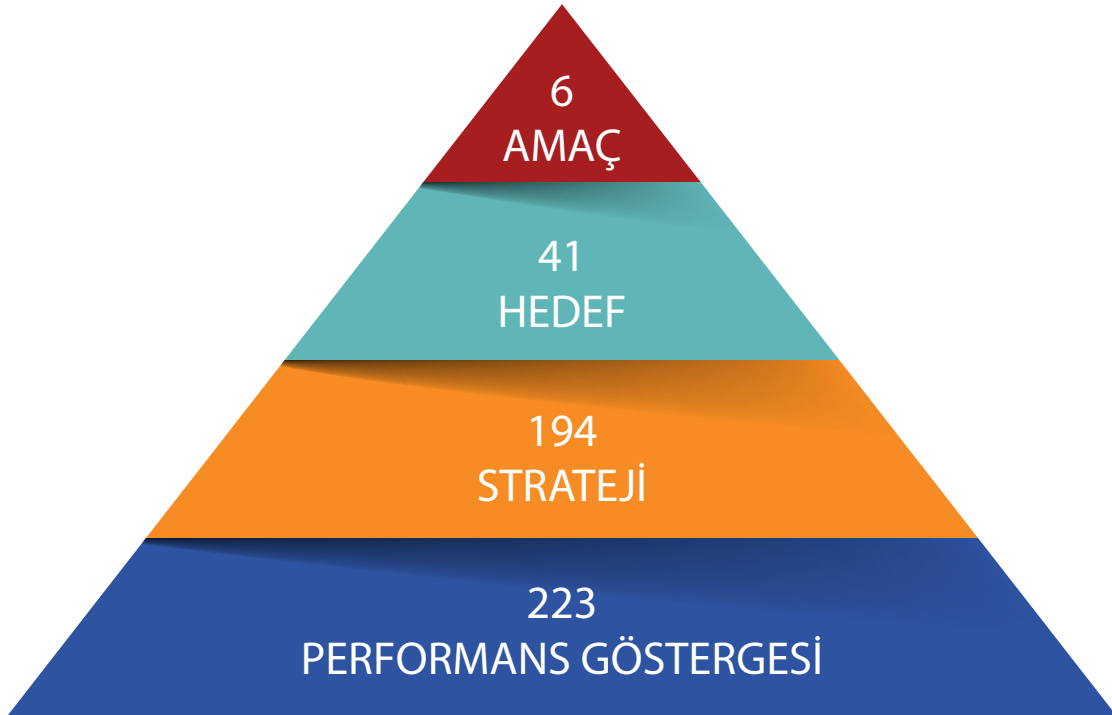 6
AMAÇ
41
HEDEF
194
STRATEJİ
223
PERFORMANS GÖSTERGESİ